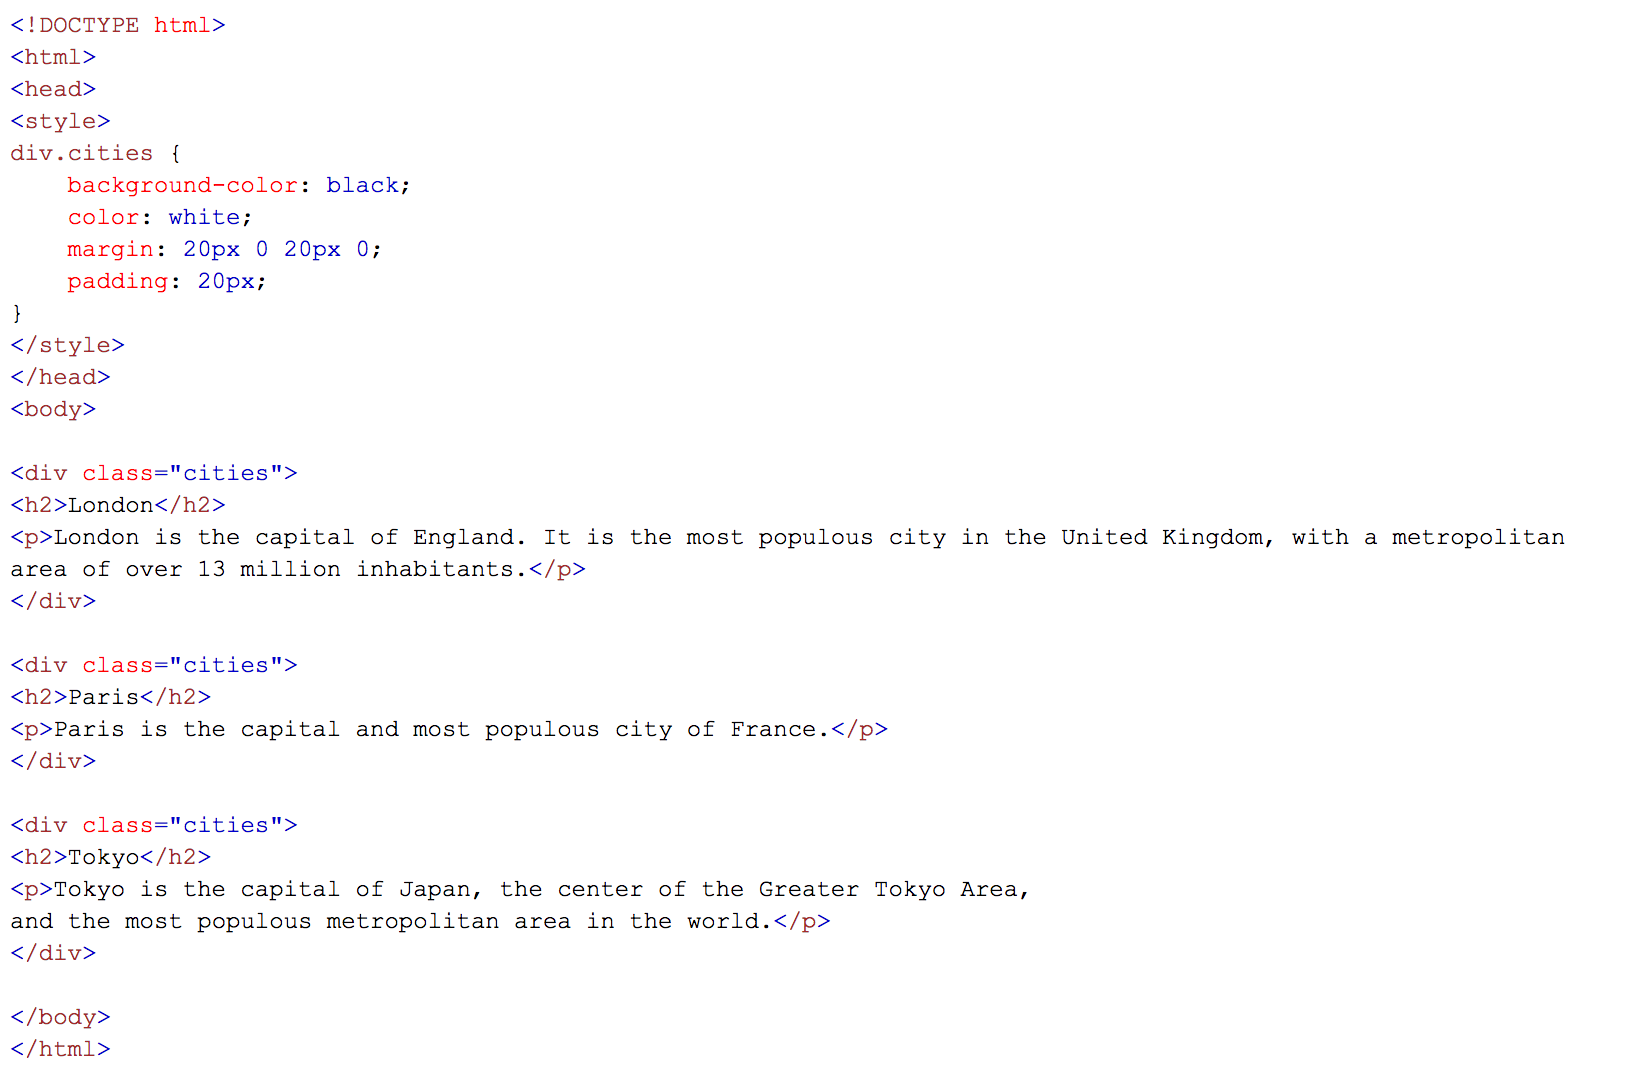 <!DOCTYPE html>
<html>
<head>
<style>
div.cities {
    background-color: black;
    color: white;
    margin: 20px 0 20px 0;
    padding: 20px;
}
</style>
</head>
<body>

<div class="cities">
<h2>London</h2>
<p>London is the capital of England. It is the most populous city in the United Kingdom, with a metropolitan
area of over 13 million inhabitants.</p>
</div>

<div class="cities">
<h2>Paris</h2>
<p>Paris is the capital and most populous city of France.</p>
</div>

<div class="cities">
<h2>Tokyo</h2>
<p>Tokyo is the capital of Japan, the center of the Greater Tokyo Area,
and the most populous metropolitan area in the world.</p>
</div>

</body>
</html>